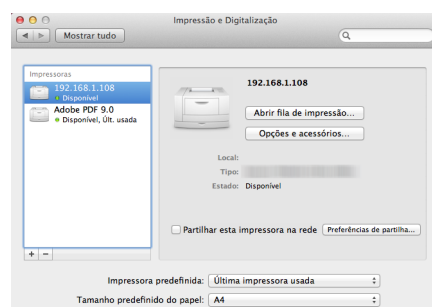 Impressão e Digitalização
Mostrar tudo
Impressoras
192.168.1.108
Disponível
Adobe PDF 9.0
Disponível, Últ. usada
192.168.1.108
Abrir fila de impressão...
Opções e acessórios...
Local:
Tipo:
Estado: Disponível
Partilhar esta impressora na rede Preferências de partilha...
+ −
Impressora predefinida: Última impressora usada
Tamanho predefinido do papel: A4